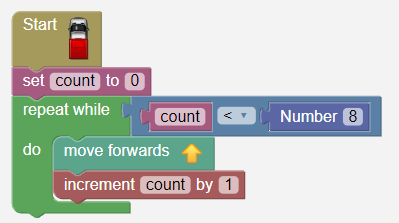 Start
set count to 0
repeat while count < Number 8
do move forwards
increment count by 1